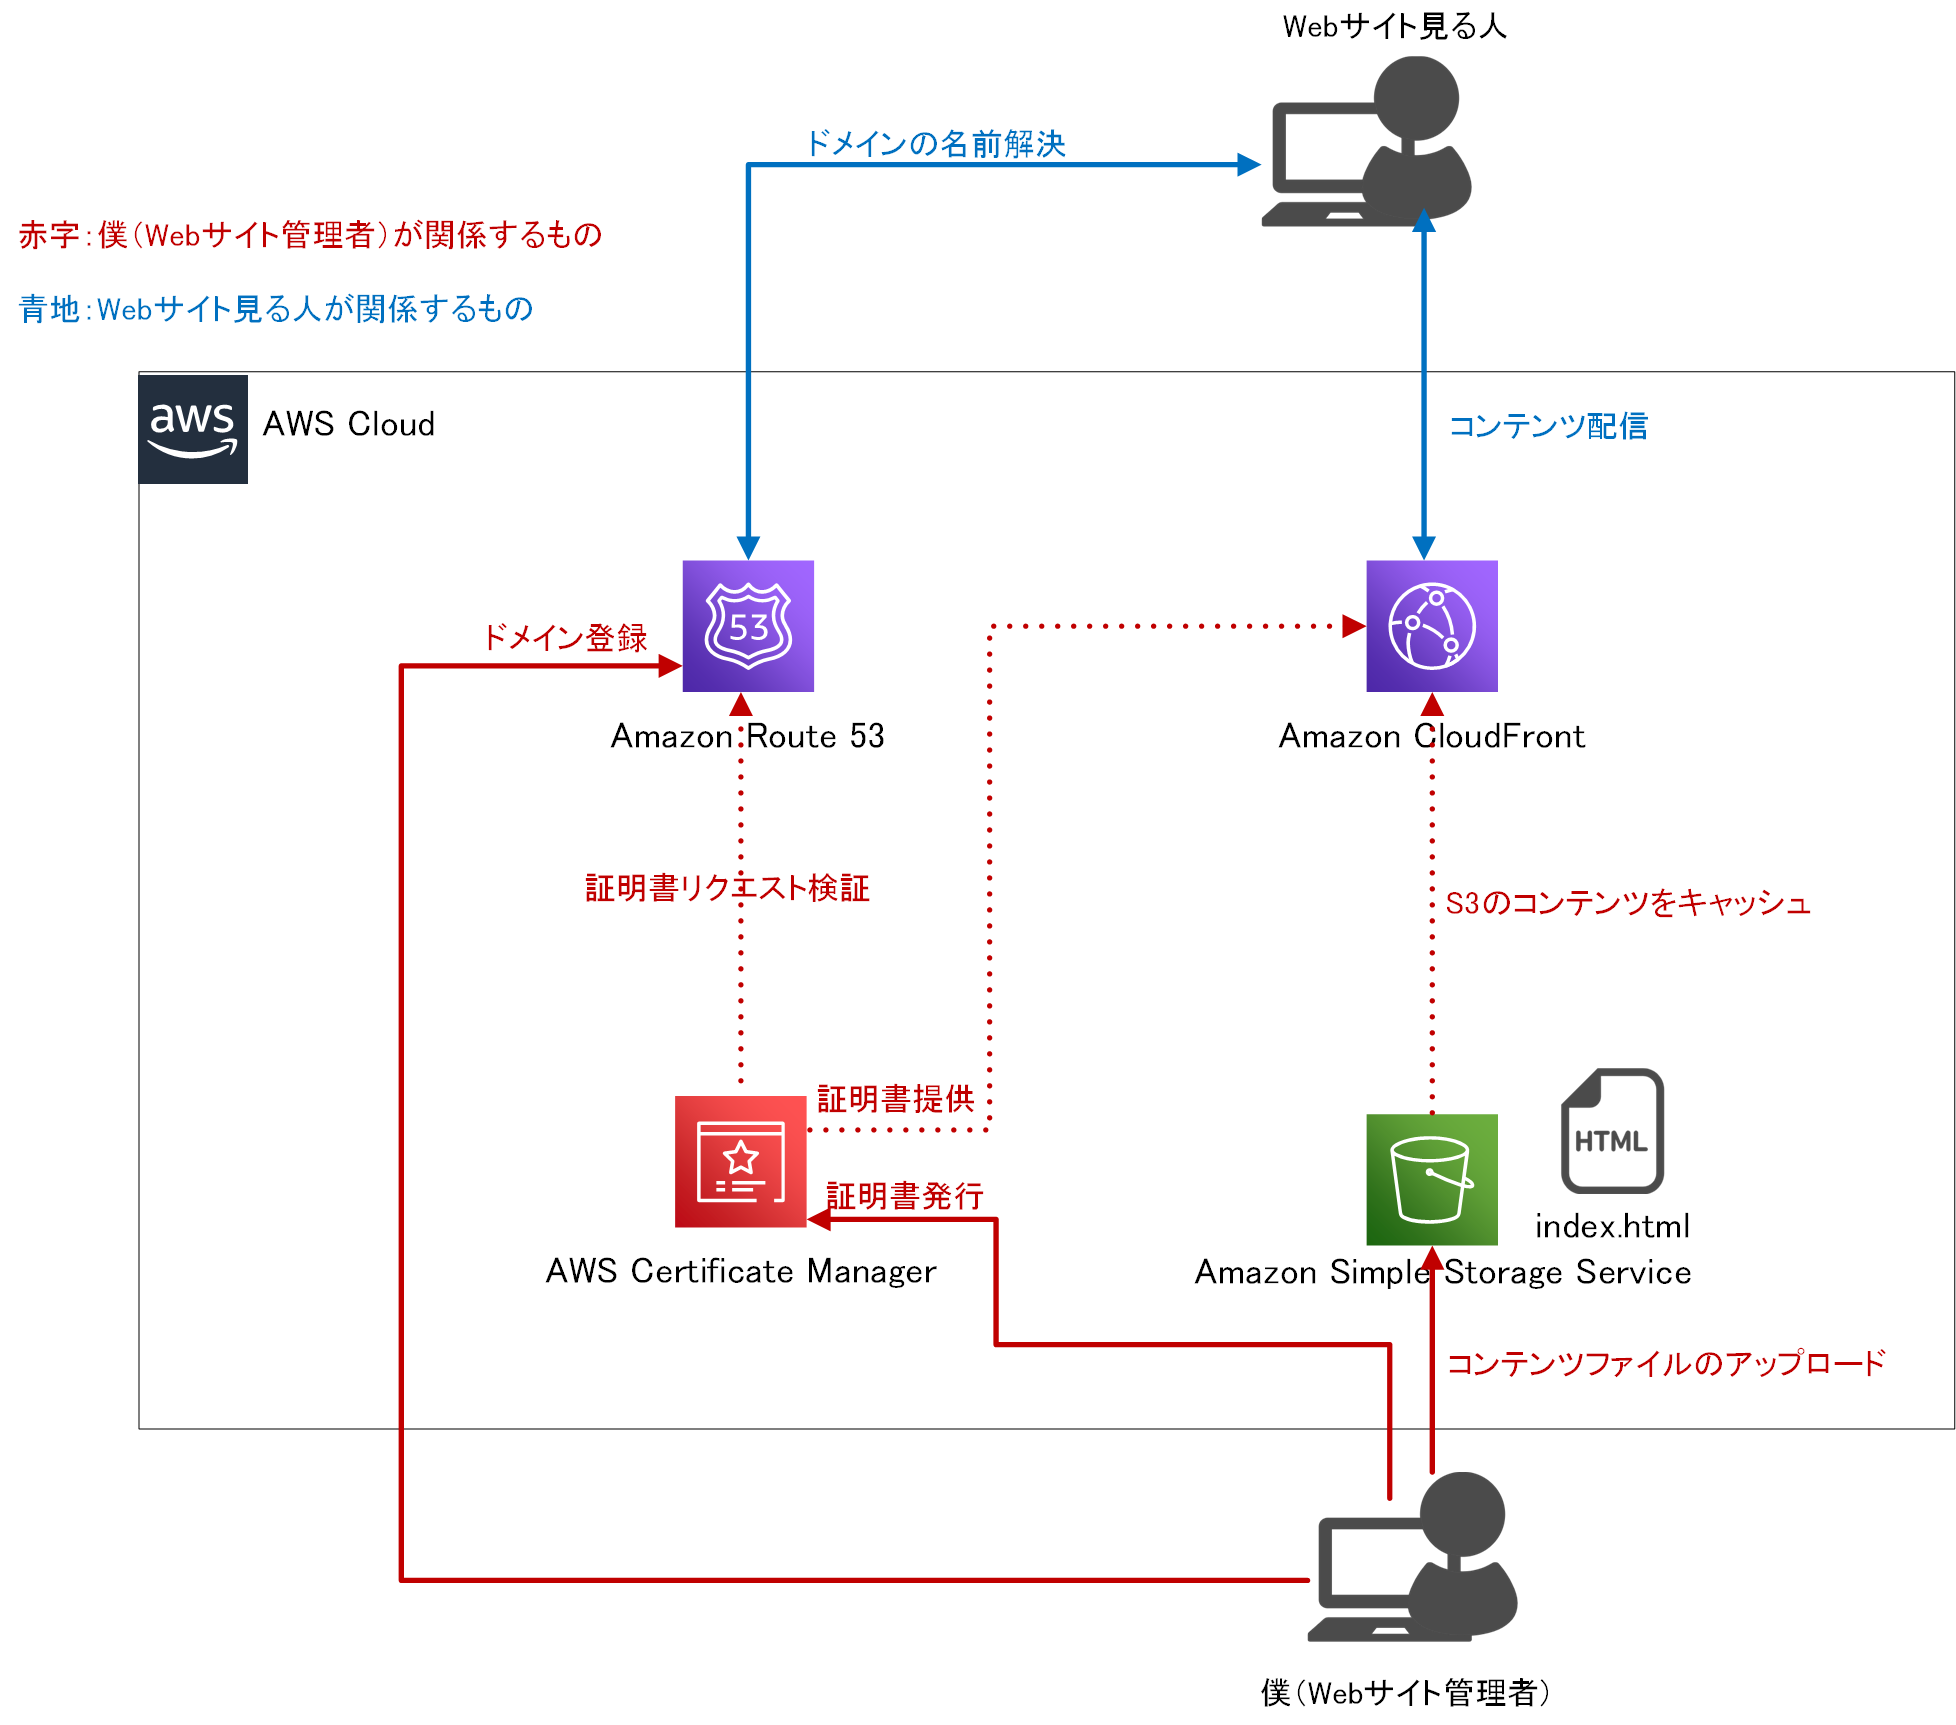 Webサイト見る人
ドメインの名前解決
赤字：僕（Webサイト管理者）が関係するもの
青地：Webサイト見る人が関係するもの
aws
AWS Cloud
コンテンツ配信
53
ドメイン登録
Amazon Route 53
Amazon CloudFront
証明書リクエスト検証
S3のコンテンツをキャッシュ
証明書提供
HTML
証明書発行
index.html
AWS Certificate Manager
Amazon Simple Storage Service
コンテンツファイルのアップロード
僕（Webサイト管理者）